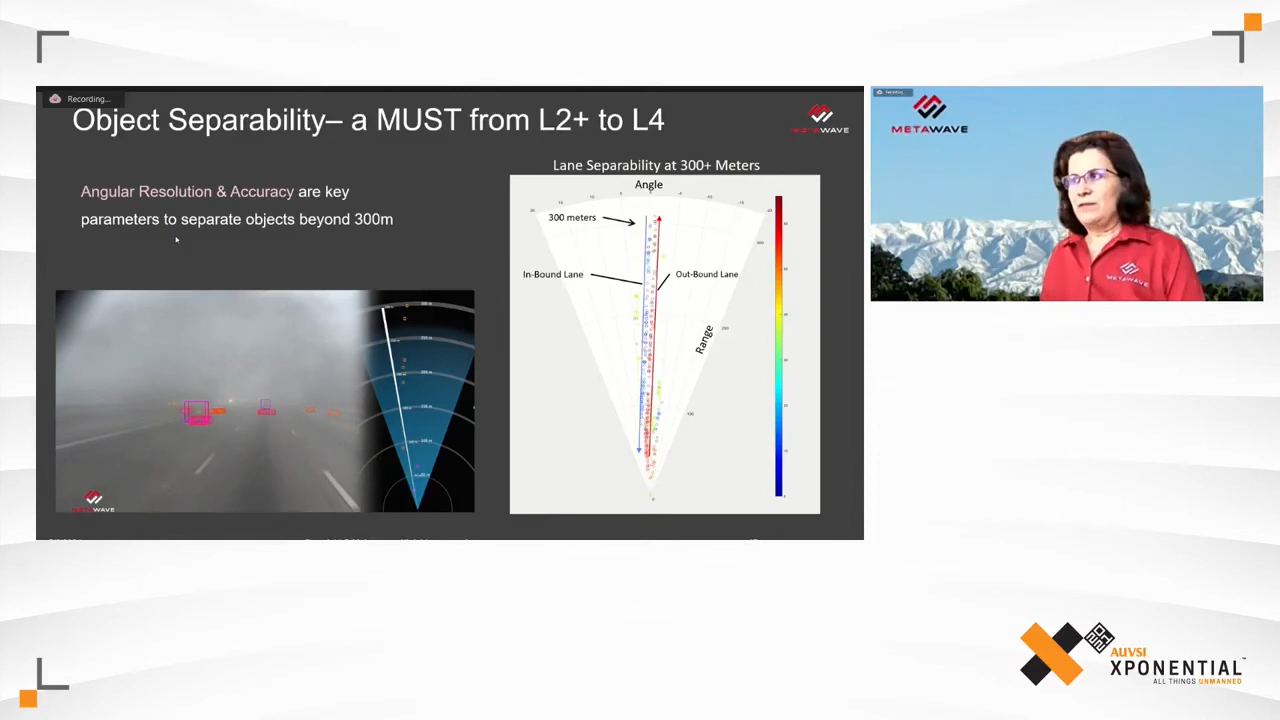 Recording...
Object Separability– a MUST from L2+ to L4
METAWAVE
Angular Resolution & Accuracy are key
parameters to separate objects beyond 300m
Lane Separability at 300+ Meters
Angle
300 meters
In-Bound Lane
Out-Bound Lane
Range
METAWAVE
METAWAVE
METAWAVE
AUVSI
XPONENTIAL
ALL THINGS UNMANNED